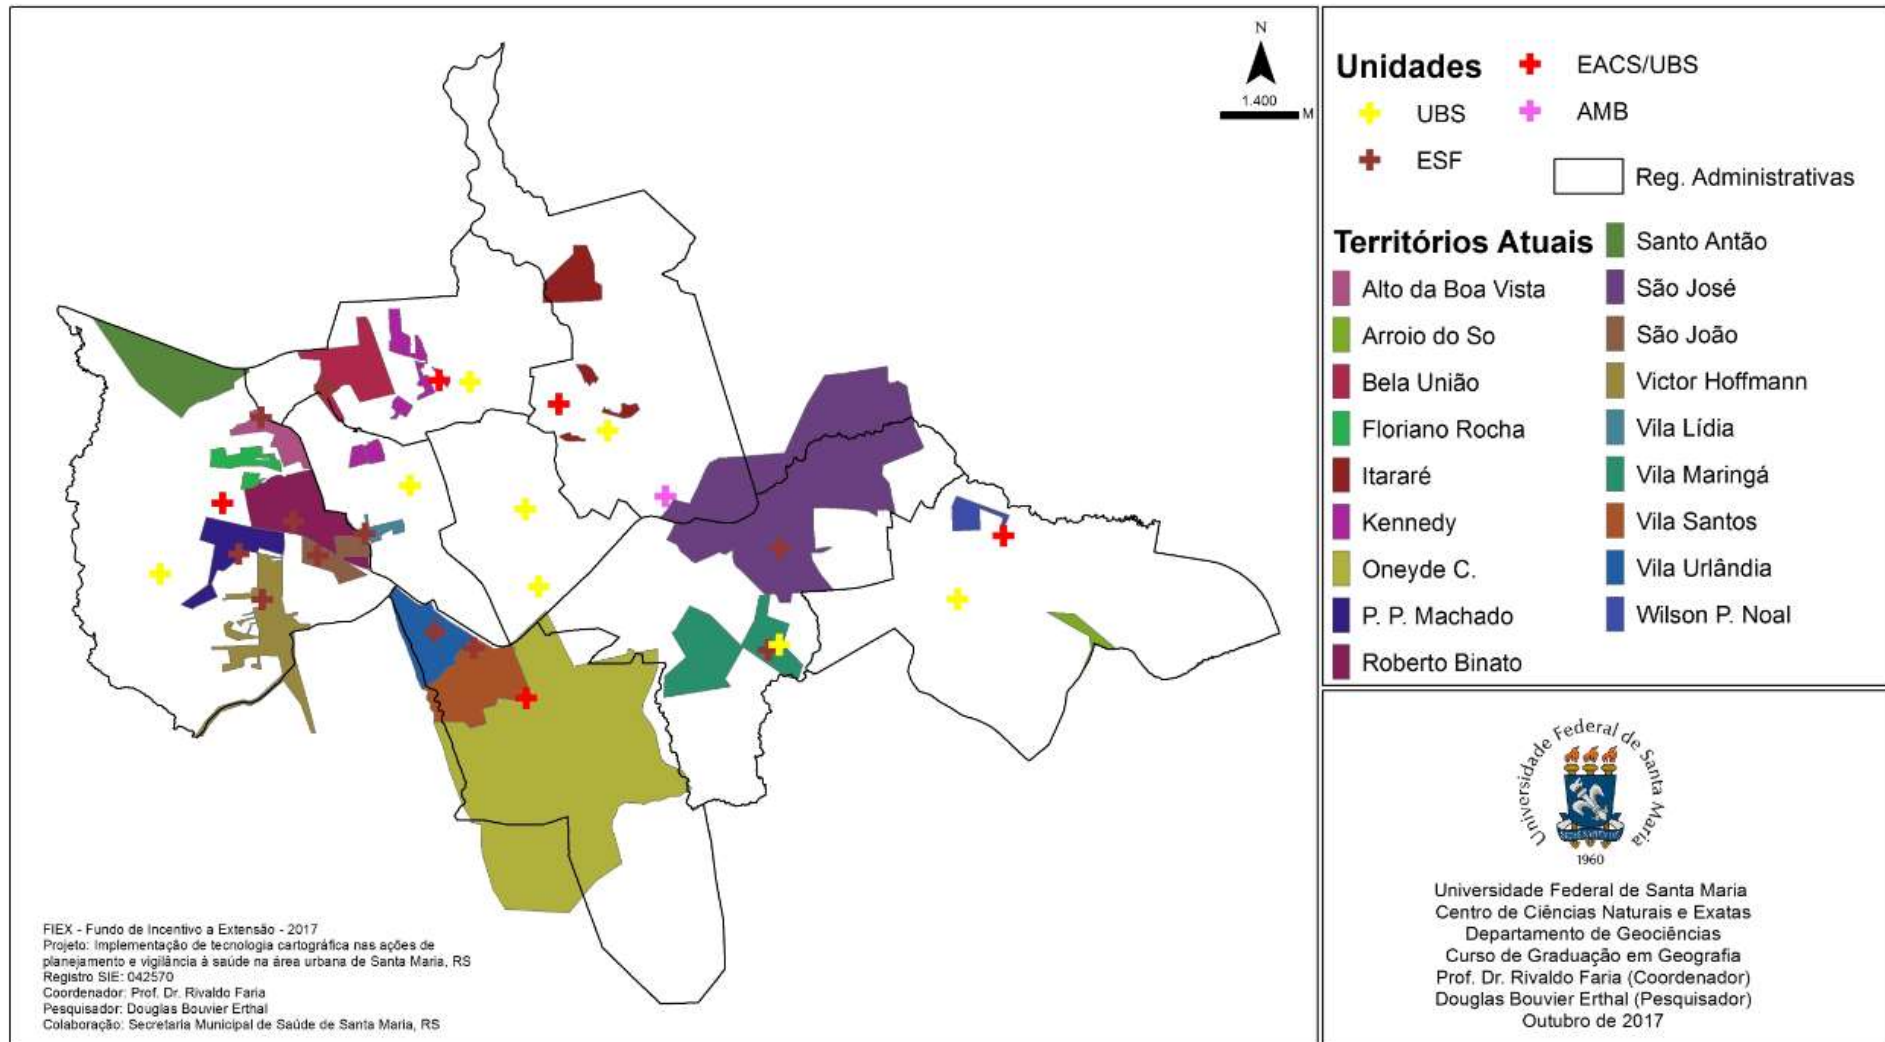 N
1.400
M
FIEX - Fundo de Incentivo a Extensão - 2017
Projeto: Implementação de tecnologia cartográfica nas ações de
planejamento e vigilância à saúde na área urbana de Santa Maria, RS
Registro SIE: 042570
Coordenador: Prof. Dr. Rivaldo Faria
Pesquisador: Douglas Bouvier Erthal
Colaboração: Secretaria Municipal de Saúde de Santa Maria, RS
Unidades
EACS/UBS
UBS
AMB
ESF
Reg. Administrativas
Territórios Atuais
Alto da Boa Vista
Arroio do So
Bela União
Floriano Rocha
Itararé
Kennedy
Oneyde C.
P. P. Machado
Roberto Binato
Santo Antão
São José
São João
Victor Hoffmann
Vila Lídia
Vila Maringá
Vila Santos
Vila Urlândia
Wilson P. Noal
Universidade Federal de Santa Maria
1960
Universidade Federal de Santa Maria
Centro de Ciências Naturais e Exatas
Departamento de Geociências
Curso de Graduação em Geografia
Prof. Dr. Rivaldo Faria (Coordenador)
Douglas Bouvier Erthal (Pesquisador)
Outubro de 2017